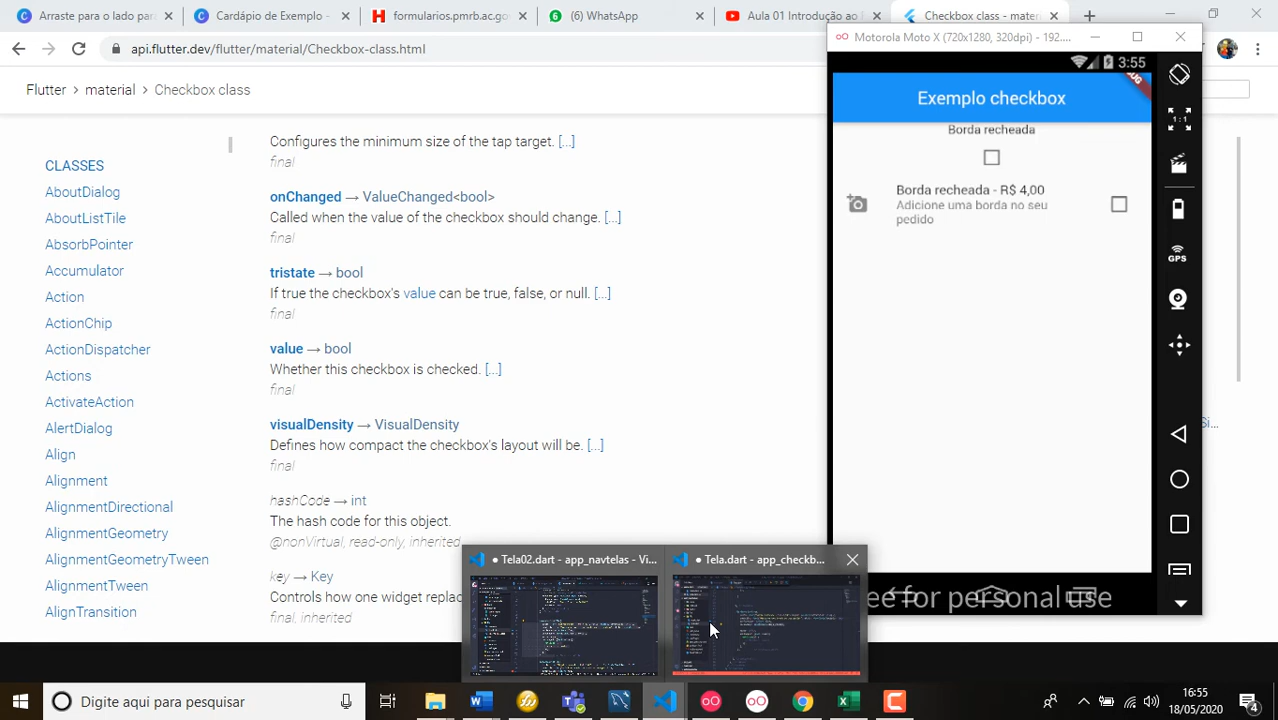 Arraste do lado para
Cardápio de Exemplo -
formularios.pmrb.ac.gov
(6) WhatsApp
Aula 01 Introdução ao
Checkbox class - mater
api.flutter.dev/flutter/material/Checkbox-class.html
Flutter > material > Checkbox class
CLASSES
AboutDialog
AboutListTile
AbsorbPointer
Accumulator
Action
ActionChip
ActionDispatcher
Actions
ActivateAction
AlertDialog
Align
Alignment
AlignmentDirectional
AlignmentGeometry
AlignmentGeometryTween
AlignmentTween
AlignTransition
Configures the minimum size of the tap target. [...]
final
onChanged → ValueChanged<bool>
Called when the value of the checkbox should change. [...]
final
tristate → bool
If true the checkbox's value can be true, false, or null. [...]
final
value → bool
Whether this checkbox is checked. [...]
final
visualDensity → VisualDensity
Defines how compact the checkbox's layout will be. [...]
final
hashCode → int
The hash code for this object.
@nonVirtual, read-only, inherited
key → Key
Controls how one widget replac
final, inherited
Si...
Motorola Moto X (720x1280, 320dpi) - 192....
3:55
Exemplo checkbox
Borda recheada
Borda recheada - R$ 4,00
Adicione uma borda no seu
pedido
ee for personal use
1:1
GPS
● Tela02.dart - app_navtelas - Vi...
● Tela.dart - app_checkb...
Digite aqui para pesquisar
16:55
18/05/2020
4